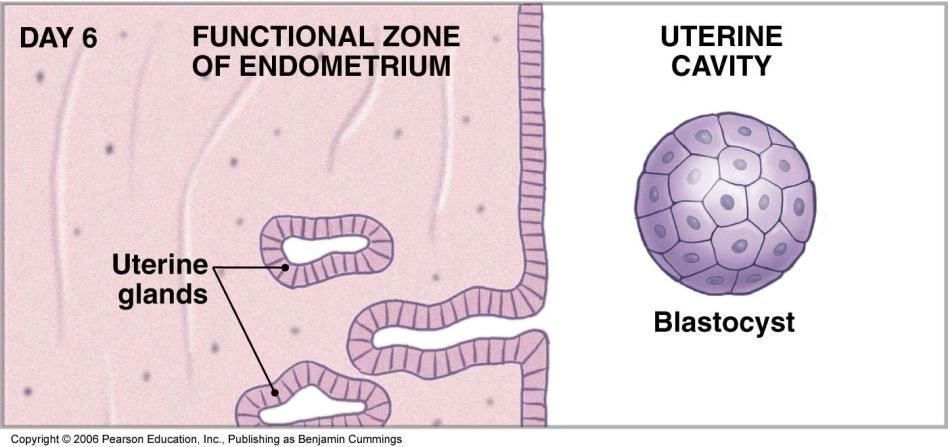 DAY 6
FUNCTIONAL ZONE
OF ENDOMETRIUM
UTERINE
CAVITY
Uterine
glands
Blastocyst
Copyright © 2006 Pearson Education, Inc., Publishing as Benjamin Cummings